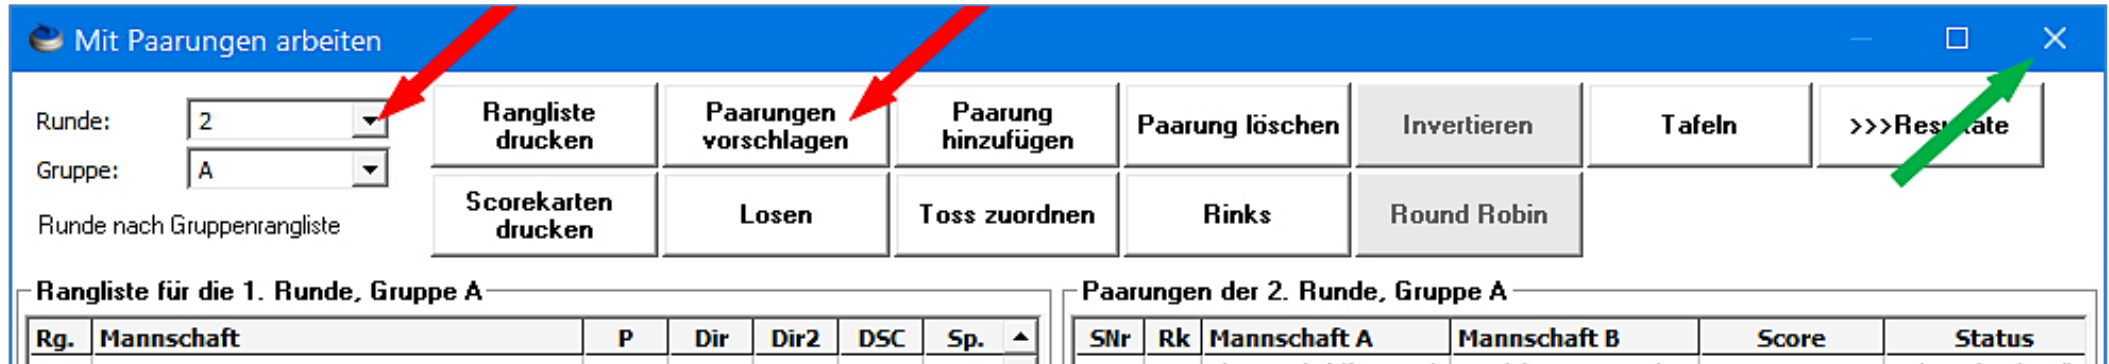 Mit Paarungen arbeiten
Runde:
2
Gruppe:
A
Runde nach Gruppenrangliste
Rangliste
drucken
Paarungen
vorschlagen
Paarung
hinzufügen
Paarung löschen
Invertieren
Tafeln
>>>Resultate
Scorekarten
drucken
Losen
Toss zuordnen
Rinks
Round Robin
Rangliste für die 1. Runde, Gruppe A
Rg. Mannschaft P Dir Dir2 DSC Sp.
Paarungen der 2. Runde, Gruppe A
SNr Rk Mannschaft A Mannschaft B Score Status